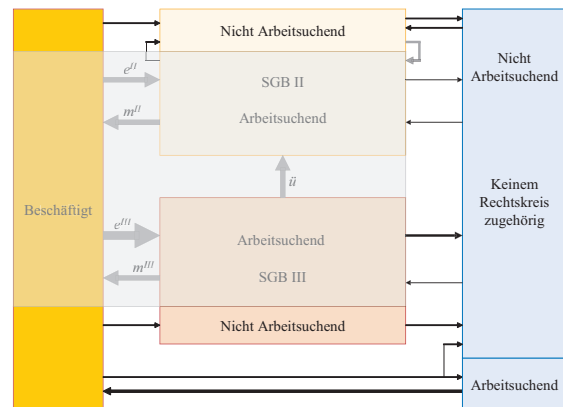 Nicht Arbeitsuchend
e^II
SGB II
m^II
Arbeitsuchend
ü
Beschäftigt
e^III
Arbeitsuchend
m^III
SGB III
Nicht Arbeitsuchend
Nicht
Arbeitsuchend
Keinem
Rechtskreis
zugehörig
Arbeitsuchend